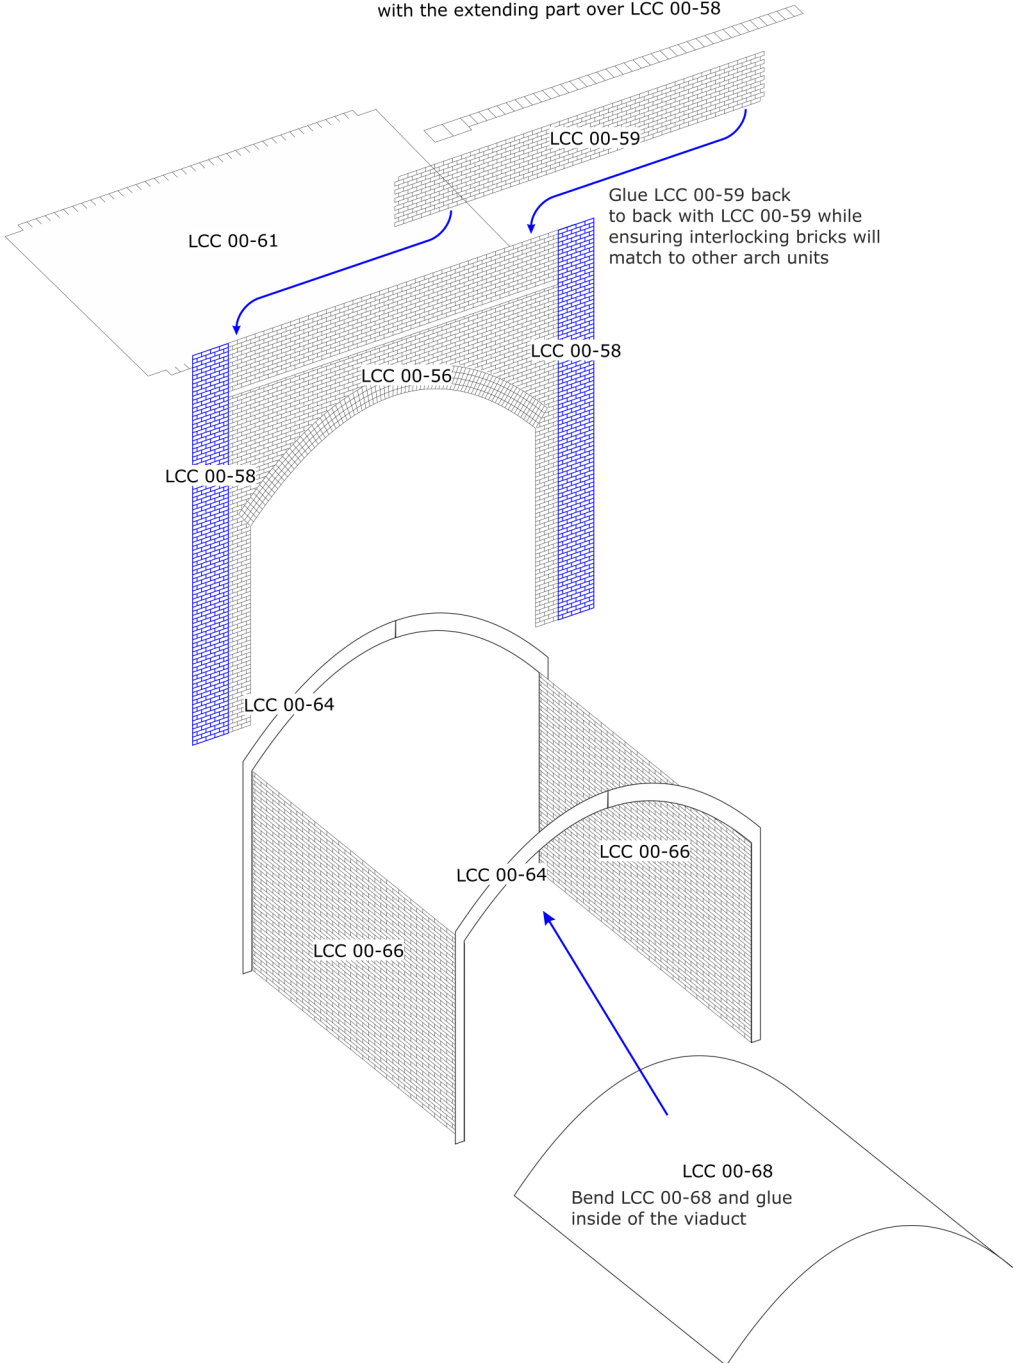 with the extending part over LCC 00-58
LCC 00-59
Glue LCC 00-59 back
to back with LCC 00-59 while
ensuring interlocking bricks will
match to other arch units
LCC 00-61
LCC 00-58
LCC 00-56
LCC 00-58
LCC 00-64
LCC 00-66
LCC 00-64
LCC 00-66
LCC 00-68
Bend LCC 00-68 and glue
inside of the viaduct